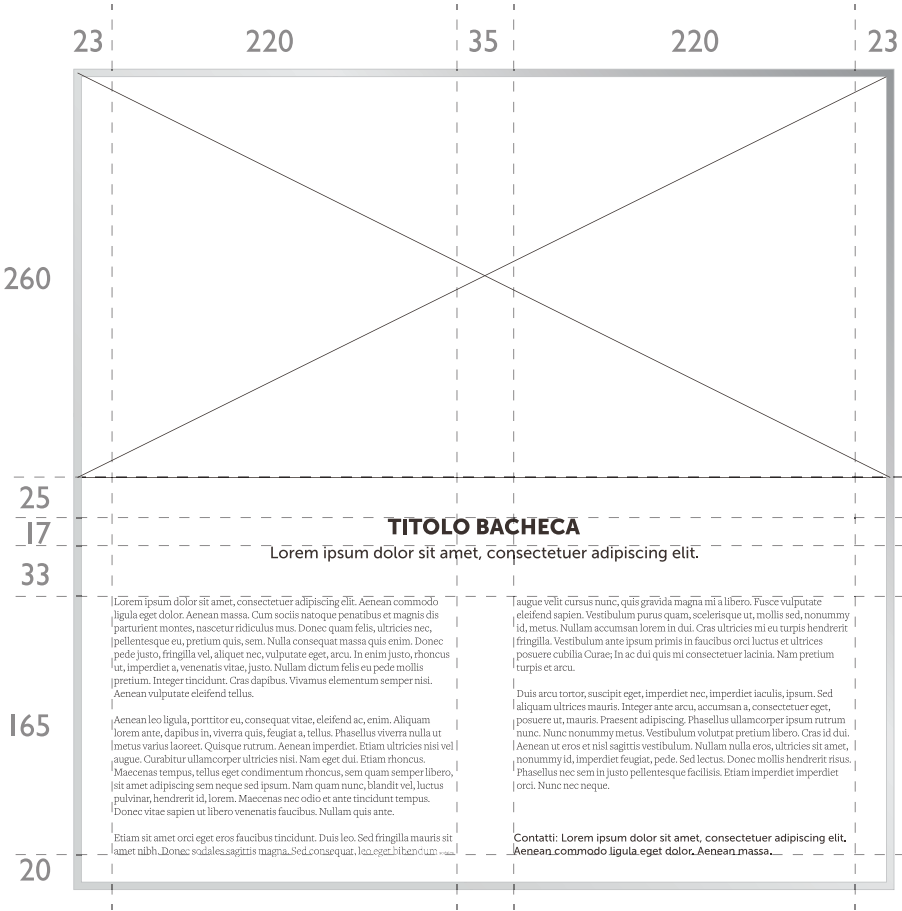 23 220 35 220 23
260
25
17
33
165
20
TITOLO BACHECA
Lorem ipsum dolor sit amet, consectetuer adipiscing elit.
Lorem ipsum dolor sit amet, consectetuer adipiscing elit. Aenean commodo
ligula eget dolor. Aenean massa. Cum sociis natoque penatibus et magnis dis
parturient montes, nascetur ridiculus mus. Donec quam felis, ultricies nec,
pellentesque eu, pretium quis, sem. Nulla consequat massa quis enim. Donec
pede justo, fringilla vel, aliquet nec, vulputate eget, arcu. In enim justo, rhoncus
ut, imperdiet a, venenatis vitae, justo. Nullam dictum felis eu pede mollis
pretium. Integer tincidunt. Cras dapibus. Vivamus elementum semper nisi.
Aenean vulputate eleifend tellus.
Aenean leo ligula, porttitor eu, consequat vitae, eleifend ac, enim. Aliquam
lorem ante, dapibus in, viverra quis, feugiat a, tellus. Phasellus viverra nulla ut
metus varius laoreet. Quisque rutrum. Aenean imperdiet. Etiam ultricies nisi vel
augue. Curabitur ullamcorper ultricies nisi. Nam eget dui. Etiam rhoncus.
Maecenas tempus, tellus eget condimentum rhoncus, sem quam semper libero,
sit amet adipiscing sem neque sed ipsum. Nam quam nunc, blandit vel, luctus
pulvinar, hendrerit id, lorem. Maecenas nec odio et ante tincidunt tempus.
Donec vitae sapien ut libero venenatis faucibus. Nullam quis ante.
Etiam sit amet orci eget eros faucibus tincidunt. Duis leo. Sed fringilla mauris sit
amet nibh. Donec sodales sagittis magna. Sed consequat, leo eget bibendum
augue velit cursus nunc, quis gravida magna mi a libero. Fusce vulputate
eleifend sapien. Vestibulum purus quam, scelerisque ut, mollis sed, nonummy
id, metus. Nullam accumsan lorem in dui. Cras ultricies mi eu turpis hendrerit
fringilla. Vestibulum ante ipsum primis in faucibus orci luctus et ultrices
posuere cubilia Curae; In ac dui quis mi consectetuer lacinia. Nam pretium
turpis et arcu.
Duis arcu tortor, suscipit eget, imperdiet nec, imperdiet iaculis, ipsum. Sed
aliquam ultrices mauris. Integer ante arcu, accumsan a, consectetuer eget,
posuere ut, mauris. Praesent adipiscing. Phasellus ullamcorper ipsum rutrum
nunc. Nunc nonummy metus. Vestibulum volutpat pretium libero. Cras id dui.
Aenean ut eros et nisl sagittis vestibulum. Nullam nulla eros, ultricies sit amet,
nonummy id, imperdiet feugiat, pede. Sed lectus. Donec mollis hendrerit risus.
Phasellus nec sem in justo pellentesque facilisis. Etiam imperdiet imperdiet
orci. Nunc nec neque.
Contatti: Lorem ipsum dolor sit amet, consectetuer adipiscing elit.
Aenean commodo ligula eget dolor. Aenean massa.